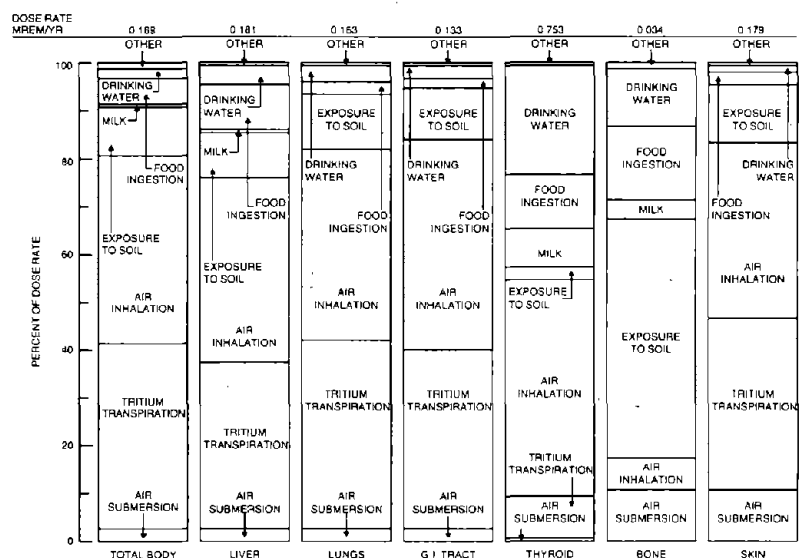 DOSE RATE
MREM/YR
0.189
0.181
0.163
0.133
0.753
0.034
0.179
OTHER
OTHER
OTHER
OTHER
OTHER
OTHER
OTHER
PERCENT OF DOSE RATE
100
80
60
40
20
0
DRINKING
WATER
MILK
FOOD
INGESTION
EXPOSURE
TO SOIL
AIR
INHALATION
TRITIUM
TRANSPIRATION
AIR
SUBMERSION
TOTAL BODY
DRINKING
WATER
MILK
FOOD
INGESTION
EXPOSURE
TO SOIL
AIR
INHALATION
TRITIUM
TRANSPIRATION
AIR
SUBMERSION
LIVER
EXPOSURE
TO SOIL
DRINKING
WATER
FOOD
INGESTION
AIR
INHALATION
TRITIUM
TRANSPIRATION
AIR
SUBMERSION
LUNGS
EXPOSURE
TO SOIL
DRINKING
WATER
FOOD
INGESTION
AIR
INHALATION
TRITIUM
TRANSPIRATION
AIR
SUBMERSION
G I TRACT
DRINKING
WATER
FOOD
INGESTION
MILK
EXPOSURE
TO SOIL
AIR
INHALATION
TRITIUM
TRANSPIRATION
AIR
SUBMERSION
THYROID
DRINKING
WATER
FOOD
INGESTION
MILK
EXPOSURE
TO SOIL
AIR
INHALATION
AIR
SUBMERSION
BONE
EXPOSURE
TO SOIL
DRINKING
WATER
FOOD
INGESTION
AIR
INHALATION
TRITIUM
TRANSPIRATION
AIR
SUBMERSION
SKIN